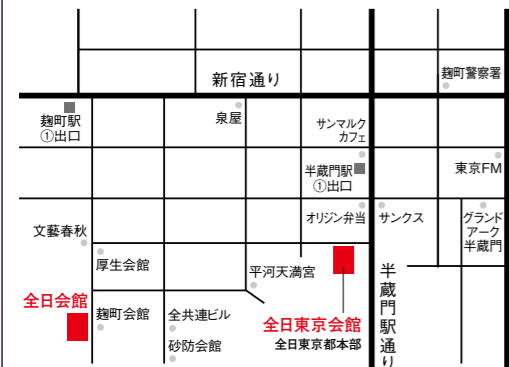 新宿通り
麹町警察署
麹町駅
①出口
泉屋
サンマルク
カフェ
半蔵門駅
①出口
東京FM
オリジン弁当
サンクス
グランド
アーク
半蔵門
文藝春秋
厚生会館
平河天満宮
半蔵門駅通り
全日会館
麹町会館
全共連ビル
全日東京会館
全日東京都本部
砂防会館